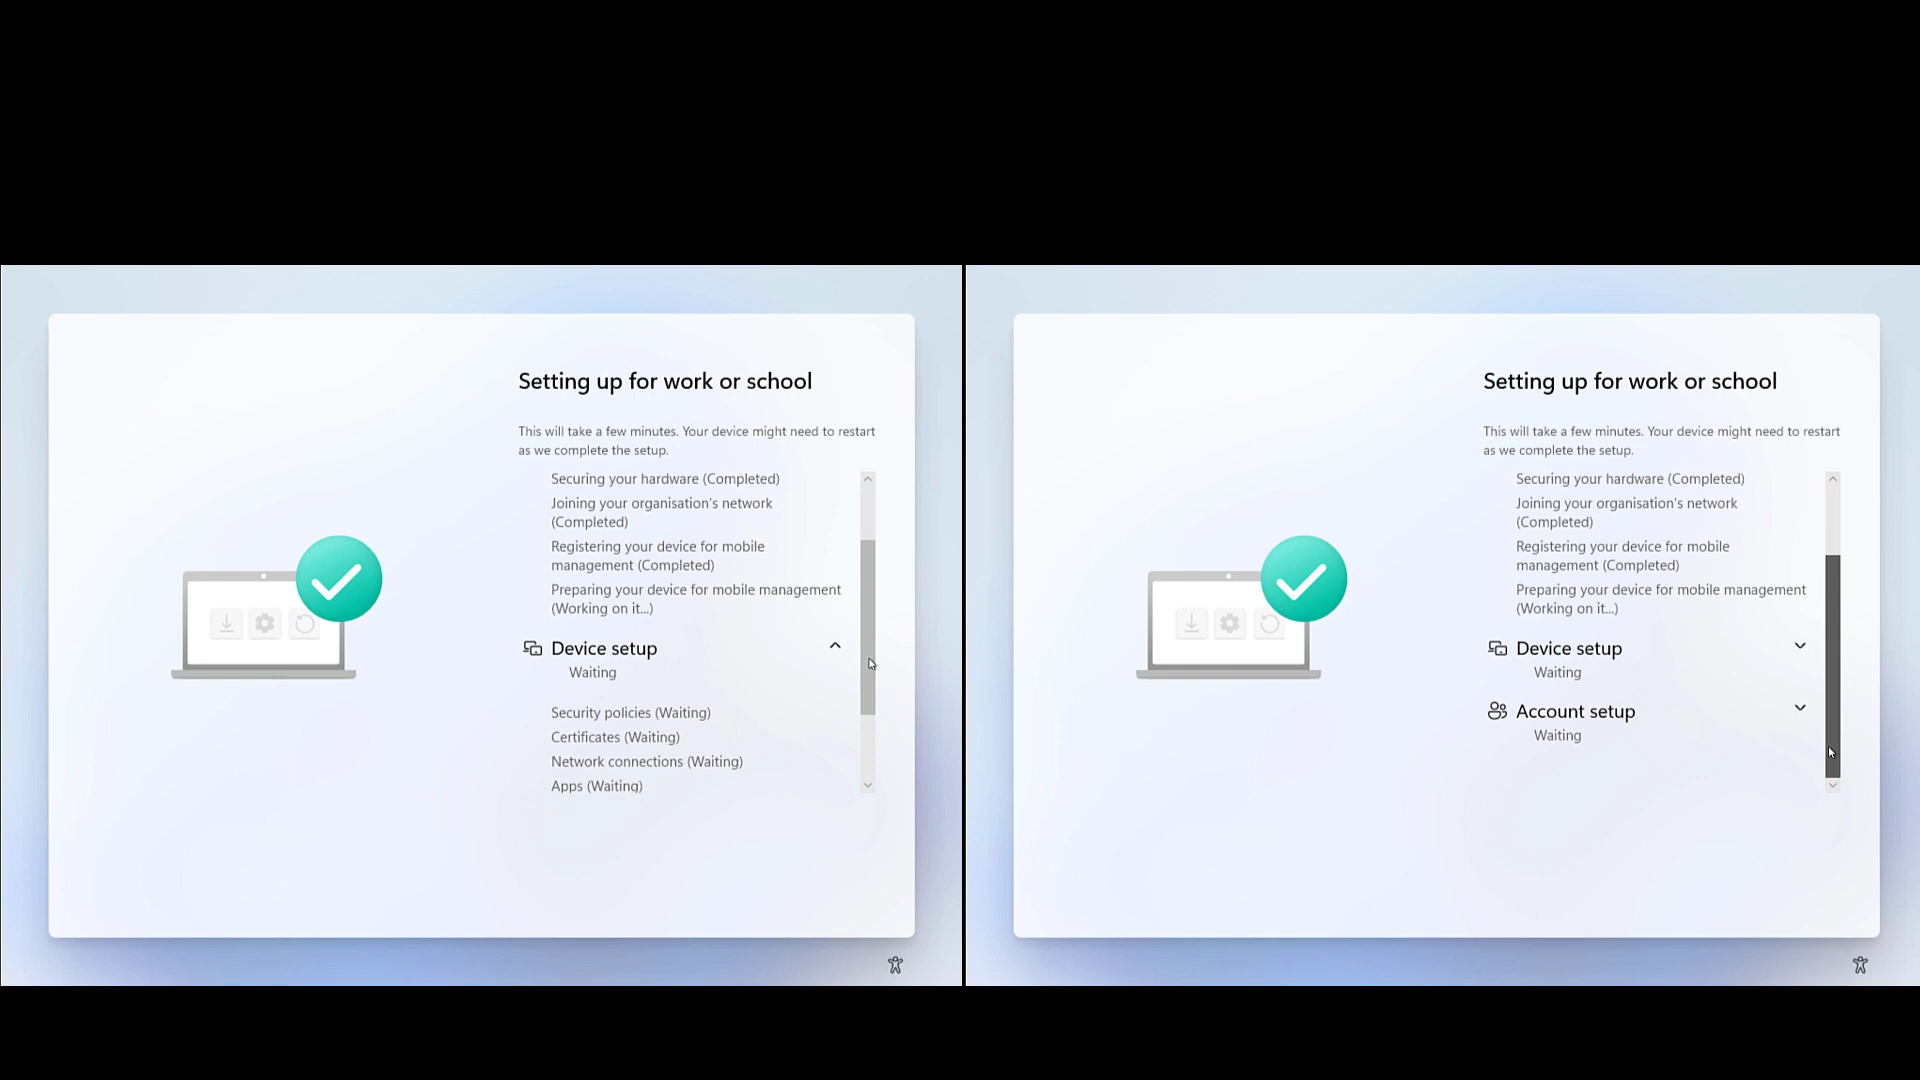 Setting up for work or school
This will take a few minutes. Your device might need to restart
as we complete the setup.
Securing your hardware (Completed)
Joining your organisation's network
(Completed)
Registering your device for mobile
management (Completed)
Preparing your device for mobile management
(Working on it...)
Device setup
Waiting
Security policies (Waiting)
Certificates (Waiting)
Network connections (Waiting)
Apps (Waiting)
Setting up for work or school
This will take a few minutes. Your device might need to restart
as we complete the setup.
Securing your hardware (Completed)
Joining your organisation's network
(Completed)
Registering your device for mobile
management (Completed)
Preparing your device for mobile management
(Working on it...)
Device setup
Waiting
Account setup
Waiting